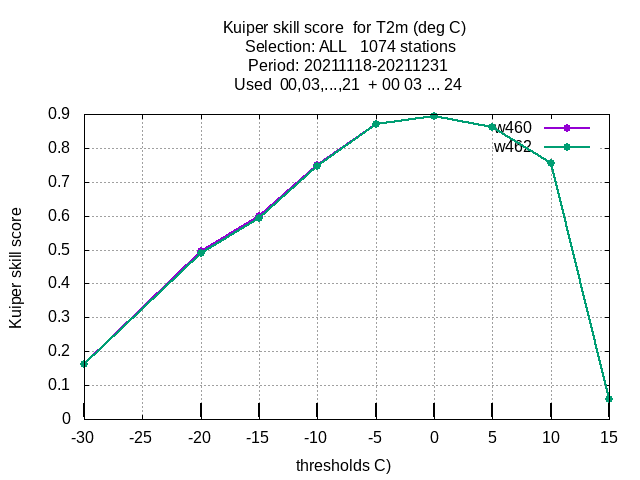 Kuiper skill score  for T2m (deg C)
Selection: ALL   1074 stations
Period: 20211118-20211231
Used  00,03,...,21  + 00 03 ... 24
Kuiper skill score
0.9
0.8
0.7
0.6
0.5
0.4
0.3
0.2
0.1
0
w460
w462
-30 -25 -20 -15 -10 -5 0 5 10 15
thresholds C)